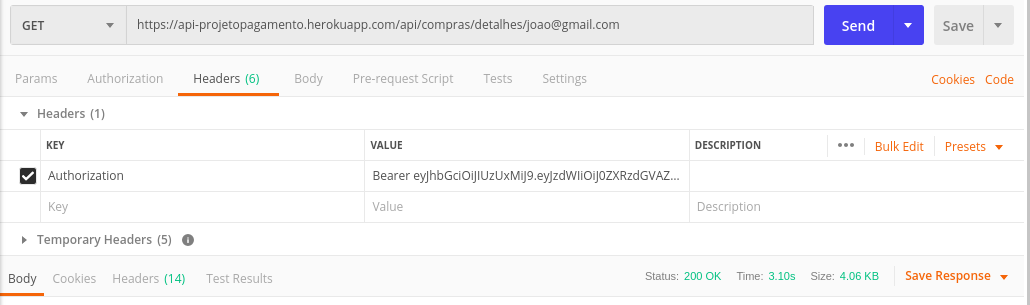 GET https://api-projetopagamento.herokuapp.com/api/compras/detalhes/joao@gmail.com Send Save
Params Authorization Headers (6) Body Pre-request Script Tests Settings Cookies Code
Headers (1)
KEY VALUE DESCRIPTION ••• Bulk Edit Presets
Authorization Bearer eyJhbGciOiJIUzUxMiJ9.eyJzdWIiOiJ0ZXRzdGVAZ...
Key Value Description
Temporary Headers (5)
Body Cookies Headers (14) Test Results Status: 200 OK Time: 3.10s Size: 4.06 KB Save Response